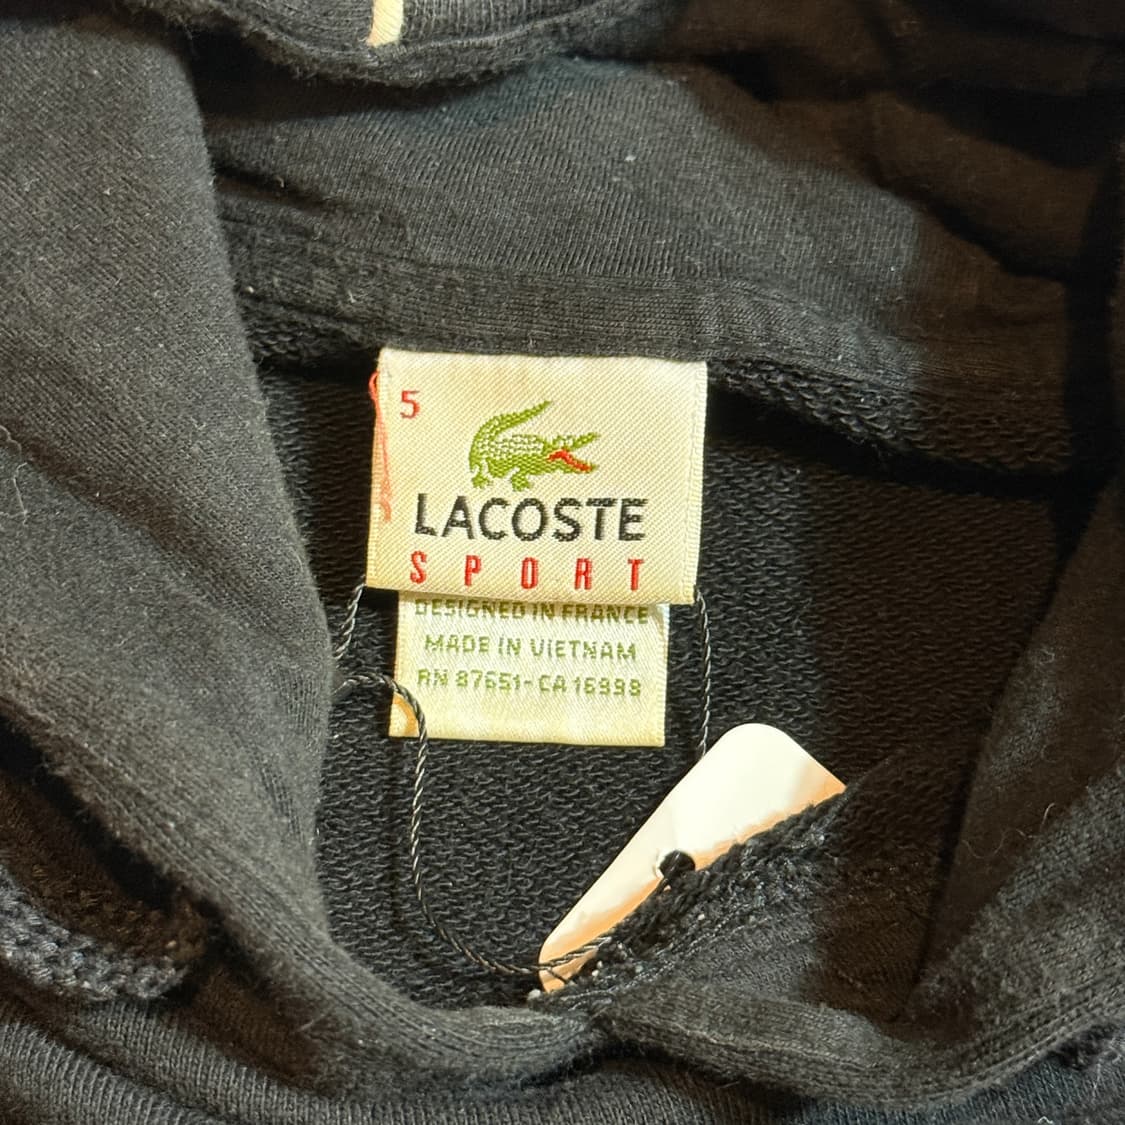 5
LACOSTE
SPORT
DESIGNED IN FRANCE
MADE IN VIETNAM
RN 87651-CA 16998